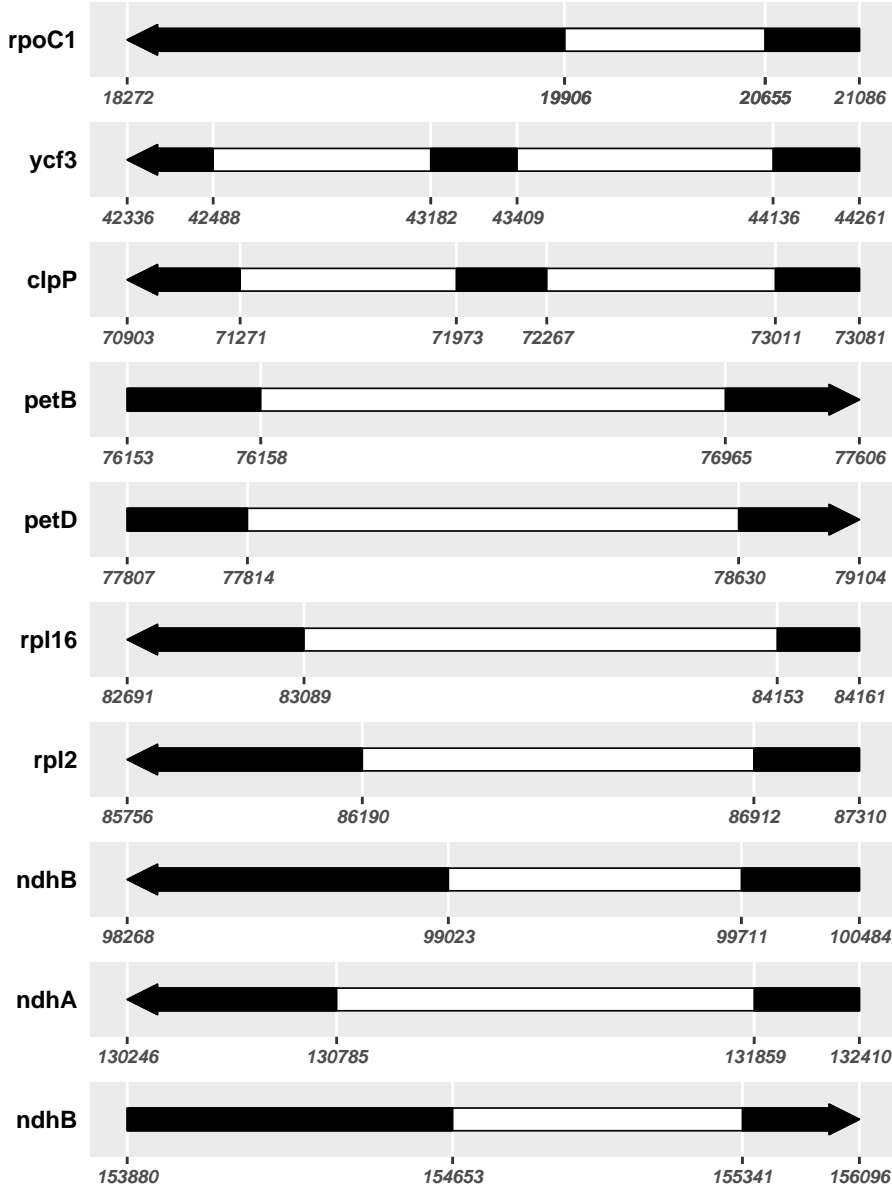 rpoC1
18272 19906 20655 21086
ycf3
42336 42488 43182 43409 44136 44261
clpP
70903 71271 71973 72267 73011 73081
petB
76153 76158 76965 77606
petD
77807 77814 78630 79104
rpl16
82691 83089 84153 84161
rpl2
85756 86190 86912 87310
ndhB
98268 99023 99711 100484
ndhA
130246 130785 131859 132410
ndhB
153880 154653 155341 156096